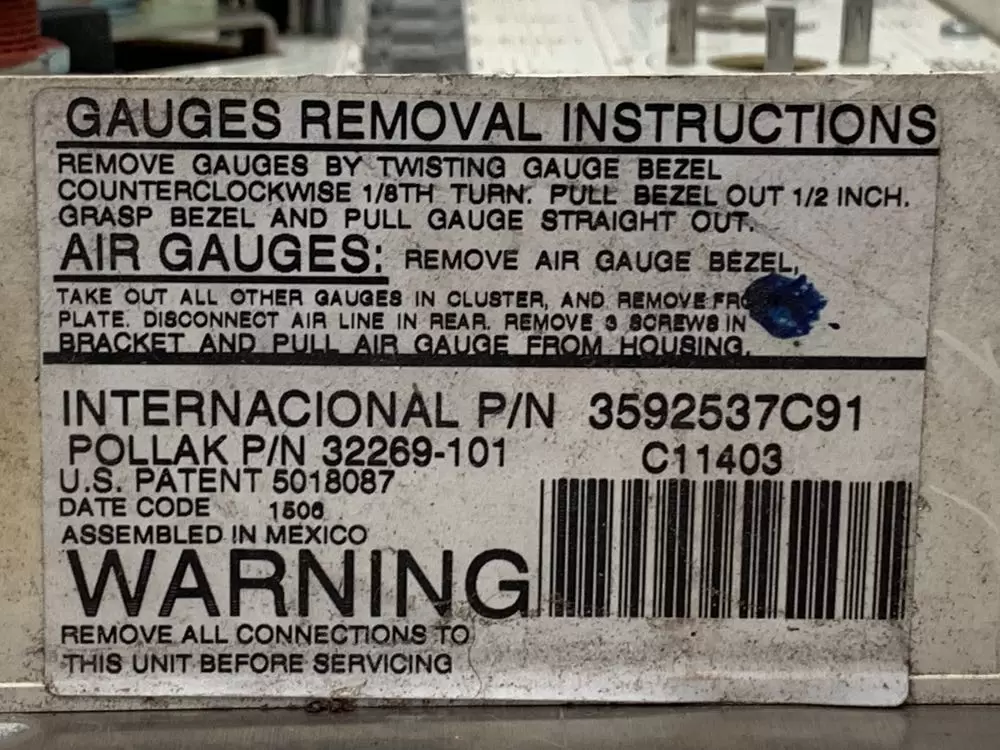 GAUGES REMOVAL INSTRUCTIONS
REMOVE GAUGES BY TWISTING GAUGE BEZEL
COUNTERCLOCKWISE 1/8TH TURN. PULL BEZEL OUT 1/2 INCH.
GRASP BEZEL AND PULL GAUGE STRAIGHT OUT.
AIR GAUGES: REMOVE AIR GAUGE BEZEL,
TAKE OUT ALL OTHER GAUGES IN CLUSTER, AND REMOVE
PLATE. DISCONNECT AIR LINE IN REAR. REMOVE 3 SCREWS IN
BRACKET AND PULL AIR GAUGE FROM HOUSING.
INTERNACIONAL P/N 3592537C91
POLLAK P/N 32269-101
C11403
U.S. PATENT 5018087
DATE CODE 1506
ASSEMBLED IN MEXICO
WARNING
REMOVE ALL CONNECTIONS TO
THIS UNIT BEFORE SERVICING